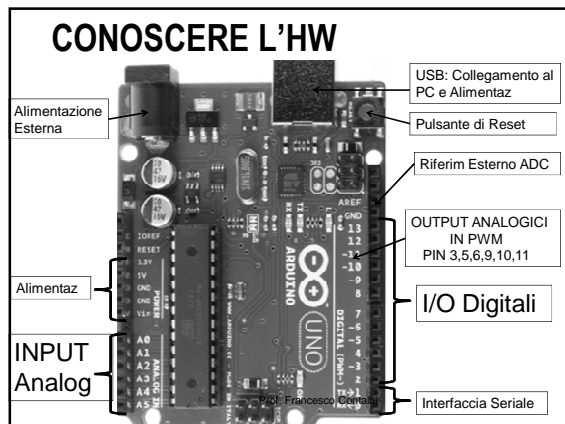 CONOSCERE L'HW
Alimentazione
Esterna
USB: Collegamento al
PC e Alimentaz
Pulsante di Reset
Riferim Esterno ADC
OUTPUT ANALOGICI
IN PWM
PIN 3,5,6,9,10,11
I/O Digitali
Interfaccia Seriale
Alimentaz
INPUT
Analog
IOREF
RESET
3.3V
5V
GND
GND
Vin
POWER
A0
A1
A2
A3
A4
A5
ANALOG IN
AREF
GND
13
12
~11
~10
~9
8
7
~6
~5
4
~3
2
DIGITAL (PWM~)
TX
RX
L
ARDUINO
UNO
Prof. Francesco